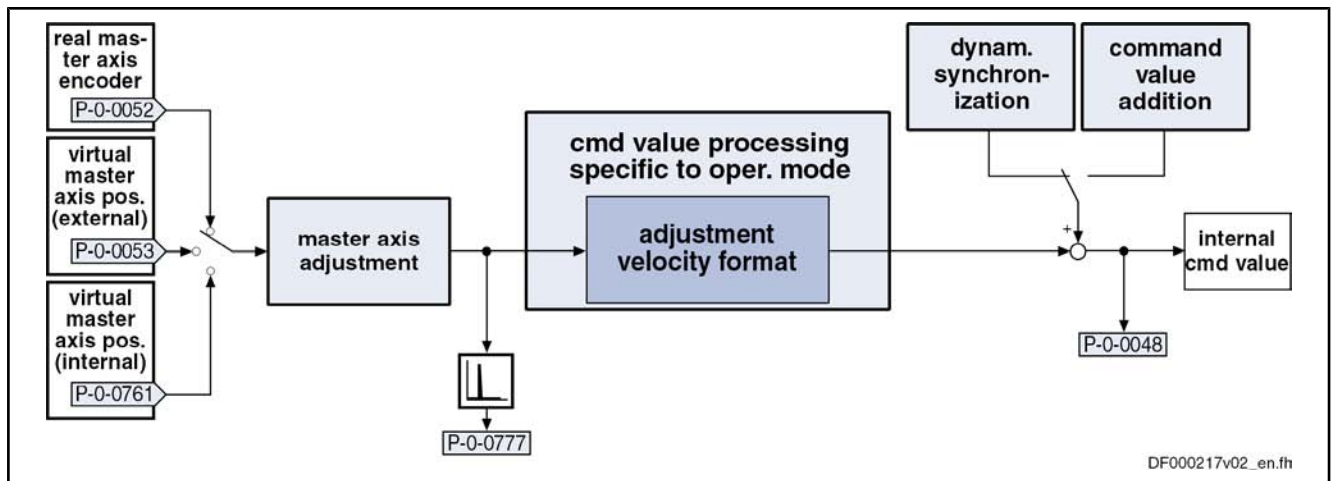 real mas-
ter axis
encoder
P-0-0052
virtual
master
axis pos.
(external)
P-0-0053
virtual
master
axis pos.
(internal)
P-0-0761
master axis
adjustment
P-0-0777
cmd value processing
specific to oper. mode
adjustment
velocity format
dynam.
synchron-
ization
command
value
addition
+
internal
cmd value
P-0-0048
DF000217v02_en.fh